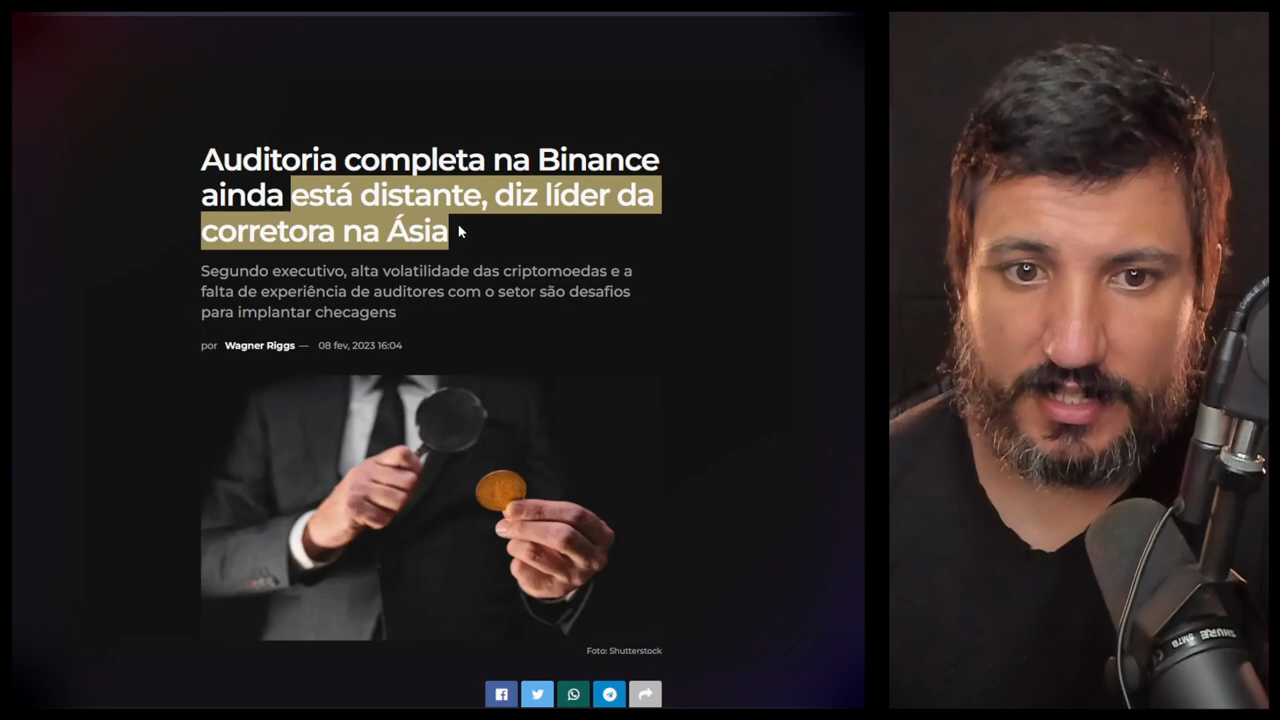 Auditoria completa na Binance
ainda está distante, diz líder da
corretora na Ásia
Segundo executivo, alta volatilidade das criptomoedas e a
falta de experiência de auditores com o setor são desafios
para implantar checagens
por Wagner Riggs — 08 fev, 2023 16:04
Foto: Shutterstock
SHURE
SM7B